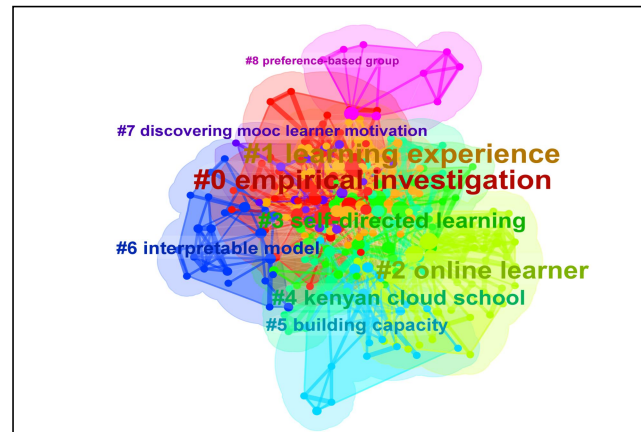 #8 preference-based group
#7 discovering mooc learner motivation
#1 learning experience
#0 empirical investigation
#3 self-directed learning
#6 interpretable model
#2 online learner
#4 kenyan cloud school
#5 building capacity